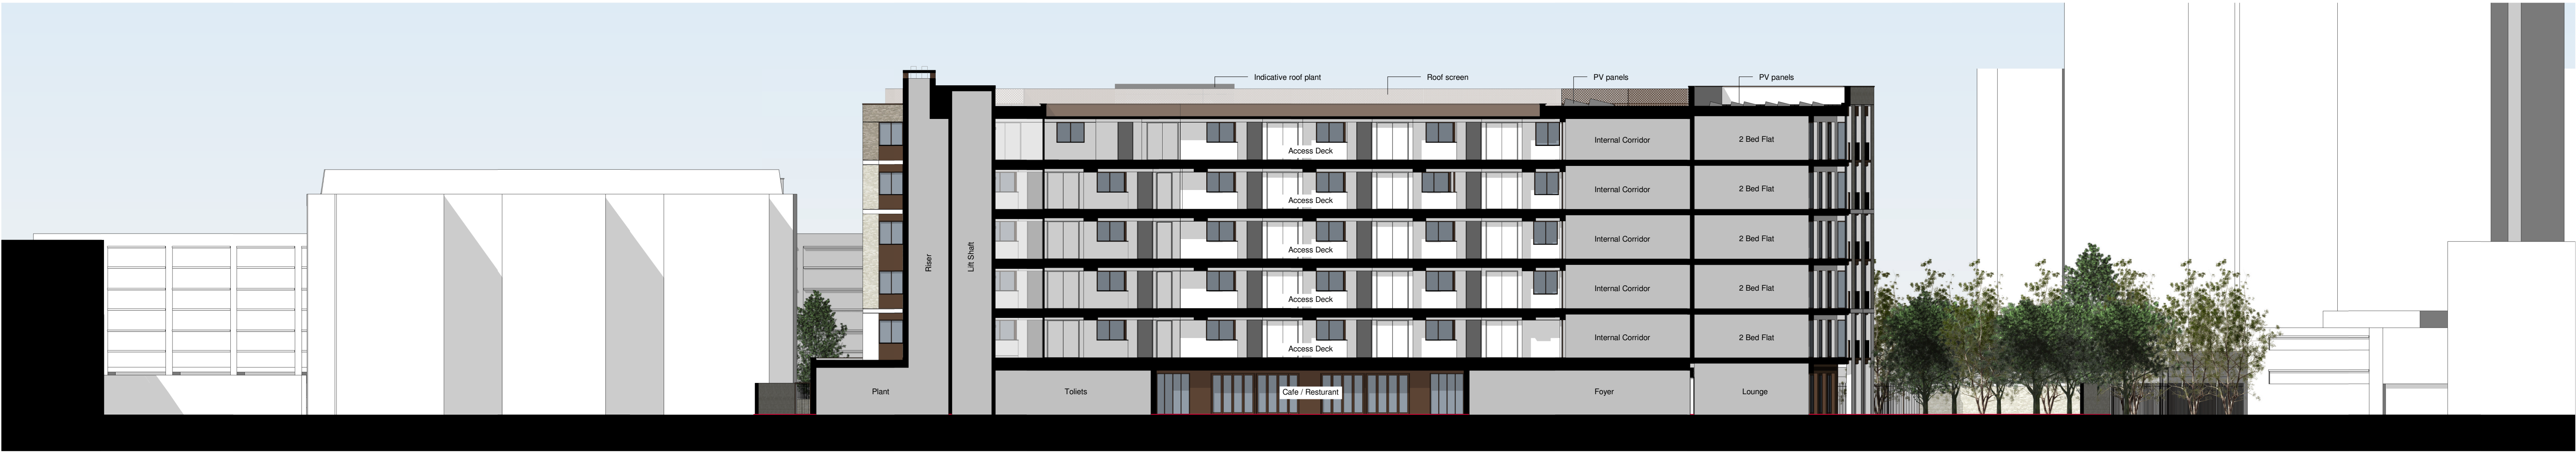 Indicative roof plant
Roof screen
PV panels
PV panels
Access Deck
Internal Corridor
2 Bed Flat
Access Deck
Internal Corridor
2 Bed Flat
Access Deck
Internal Corridor
2 Bed Flat
Riser
Lift Shaft
Access Deck
Internal Corridor
2 Bed Flat
Access Deck
Internal Corridor
2 Bed Flat
Plant
Toliets
Cafe / Resturant
Foyer
Lounge